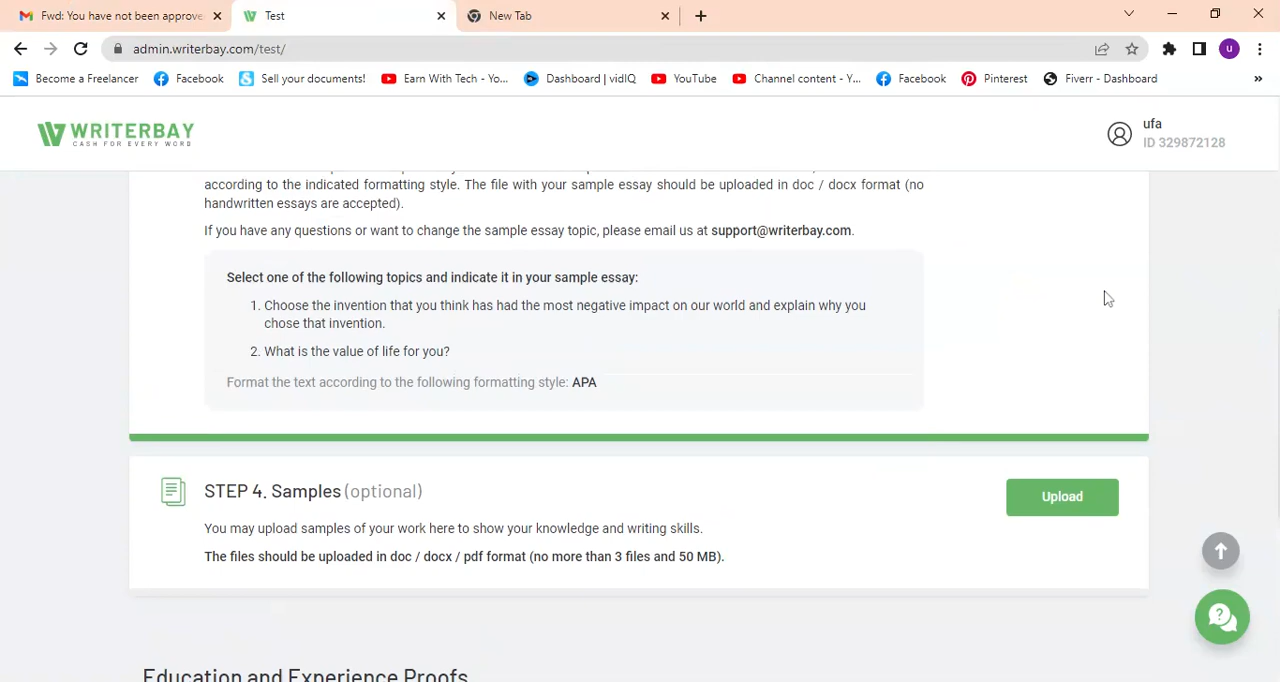 Fwd: You have not been approve
Test
New Tab
admin.writerbay.com/test/
u
Become a Freelancer
Facebook
Sell your documents!
Earn With Tech - Yo...
Dashboard | vidIQ
YouTube
Channel content - Y...
Facebook
Pinterest
Fiverr - Dashboard
WRITERBAY
CASH FOR EVERY WORD
ufa
ID 329872128
according to the indicated formatting style. The file with your sample essay should be uploaded in doc / docx format (no
handwritten essays are accepted).
If you have any questions or want to change the sample essay topic, please email us at support@writerbay.com.
Select one of the following topics and indicate it in your sample essay:
1. Choose the invention that you think has had the most negative impact on our world and explain why you
chose that invention.
2. What is the value of life for you?
Format the text according to the following formatting style: APA
STEP 4. Samples (optional)
Upload
You may upload samples of your work here to show your knowledge and writing skills.
The files should be uploaded in doc / docx / pdf format (no more than 3 files and 50 MB).
Education and Experience Proofs